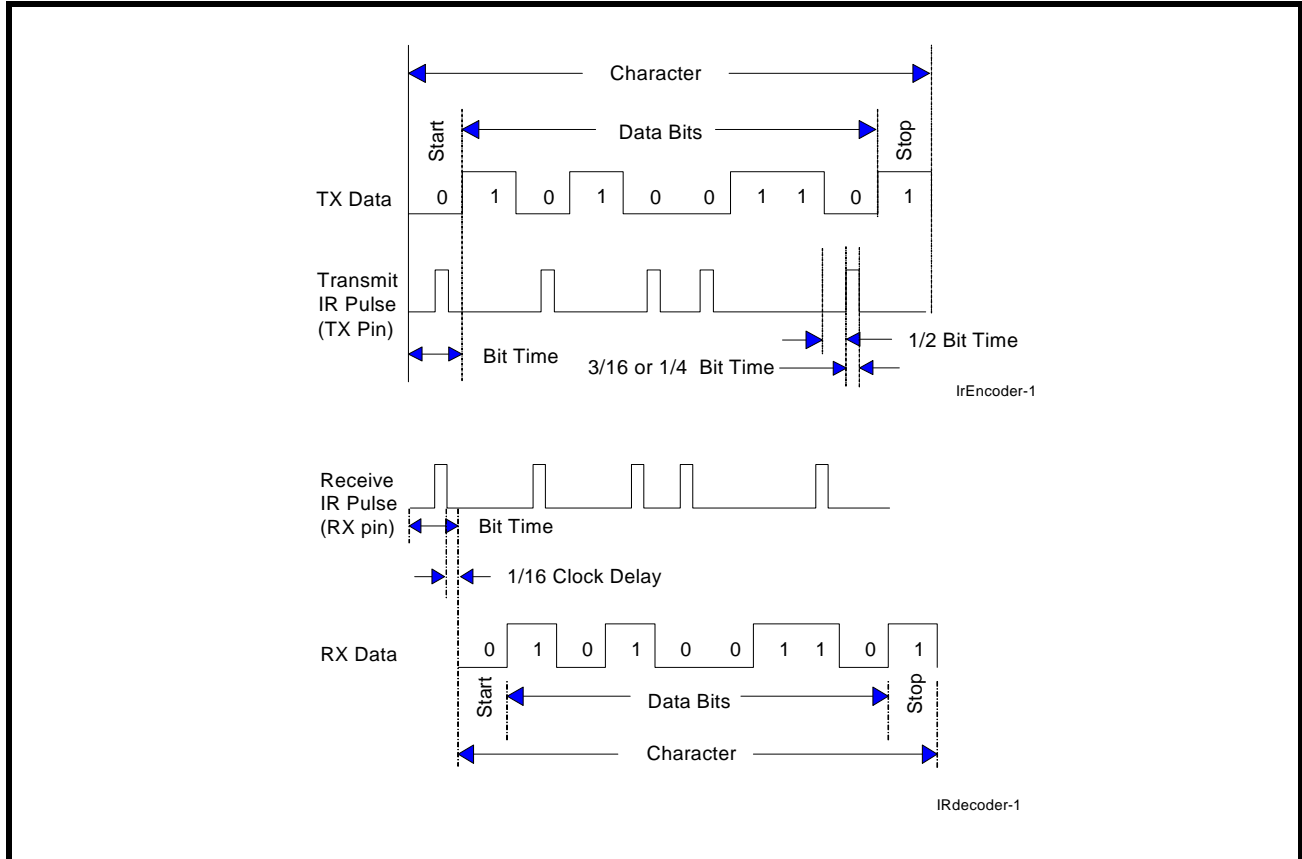 Character
Start
Data Bits
Stop
TX Data
0 1 0 1 0 0 1 1 0 1
Transmit
IR Pulse
(TX Pin)
Bit Time
1/2 Bit Time
3/16 or 1/4 Bit Time
IrEncoder-1
Receive
IR Pulse
(RX pin)
Bit Time
1/16 Clock Delay
RX Data
0 1 0 1 0 0 1 1 0 1
Start
Data Bits
Stop
Character
IRdecoder-1